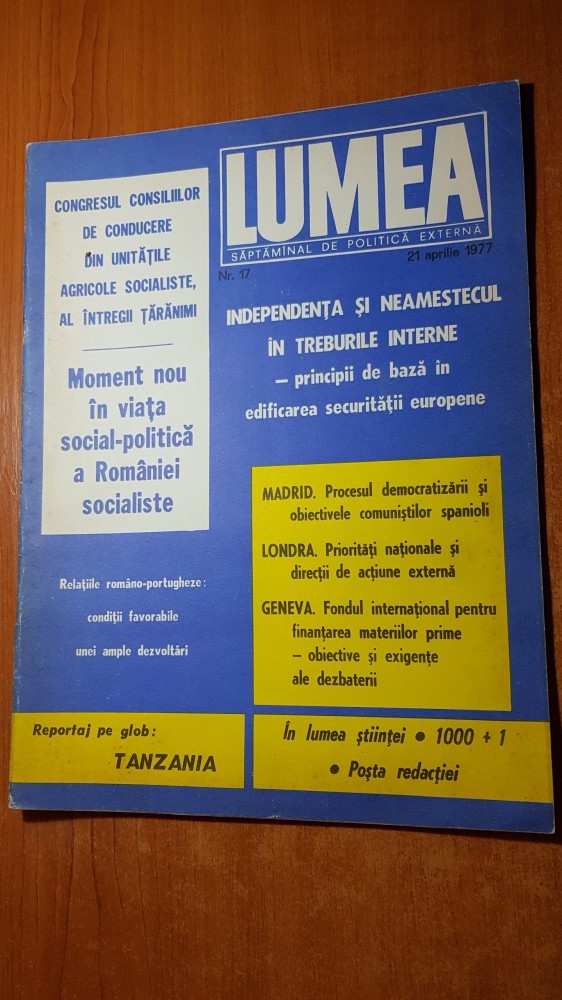 LUMEA
SĂPTĂMÎNAL DE POLITICĂ EXTERNĂ
Nr. 17
21 aprilie 1977
CONGRESUL CONSILIILOR
DE CONDUCERE
DIN UNITĂȚILE
AGRICOLE SOCIALISTE,
AL ÎNTREGII ȚĂRĂNIMI
Moment nou
în viața
social-politică
a României
socialiste
INDEPENDENȚA ȘI NEAMESTECUL
ÎN TREBURILE INTERNE
— principii de bază în
edificarea securității europene
MADRID. Procesul democratizării și
obiectivele comuniștilor spanioli
LONDRA. Priorități naționale și
direcții de acțiune externă
GENEVA. Fondul internațional pentru
finanțarea materiilor prime
— obiective și exigențe
ale dezbaterii
Relațiile româno-portugheze:
condiții favorabile
unei ample dezvoltări
Reportaj pe glob:
TANZANIA
În lumea științei • 1000 + 1
• Poșta redacției